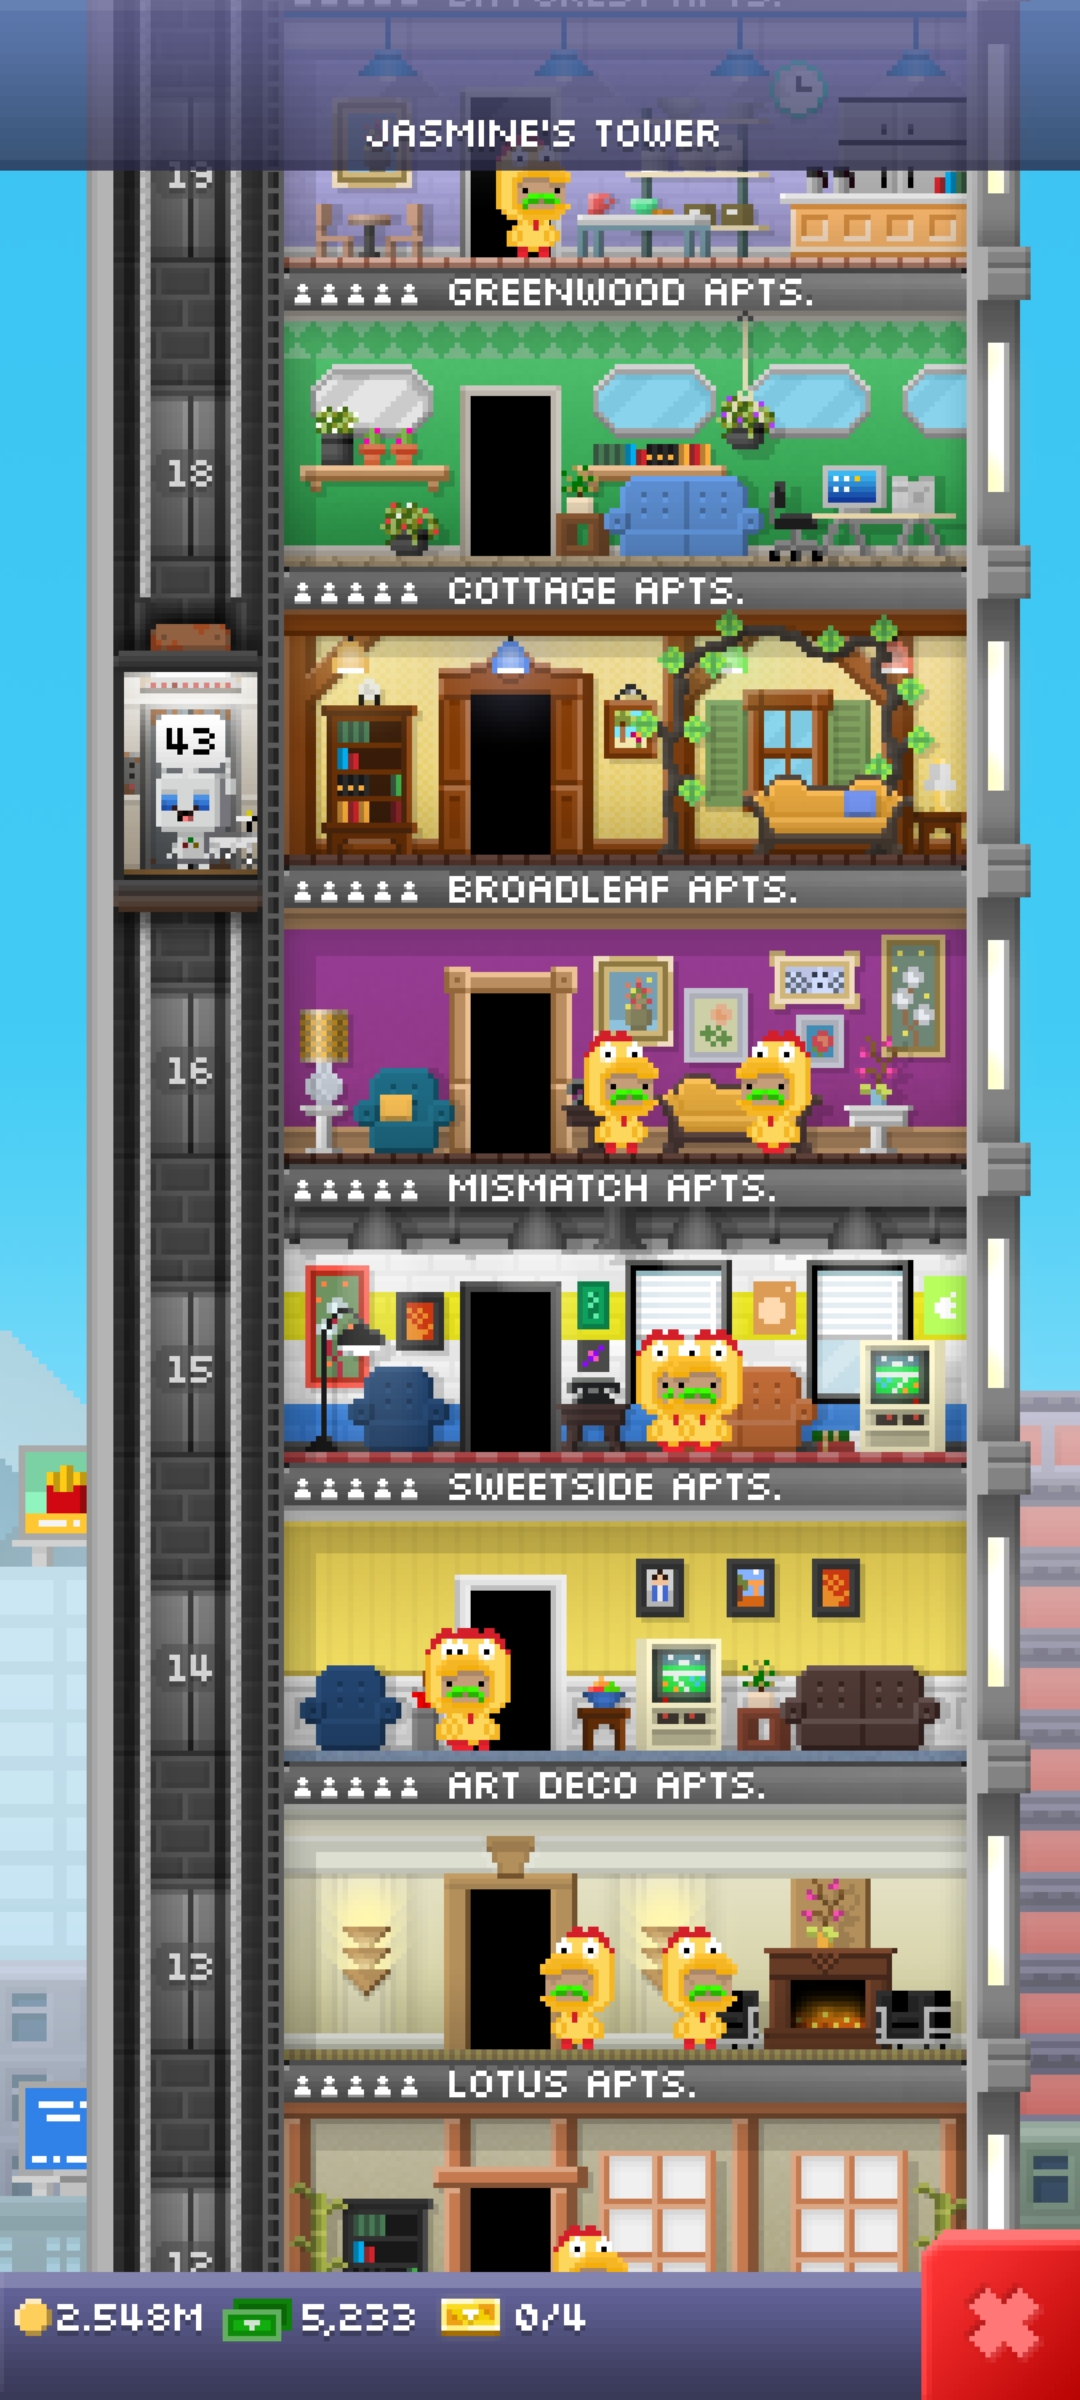 JASMINE'S TOWER
19
GREENWOOD APTS.
18
COTTAGE APTS.
43
BROADLEAF APTS.
16
MISMATCH APTS.
15
SWEETSIDE APTS.
14
ART DECO APTS.
13
LOTUS APTS.
12
2.548M 5,233 0/4